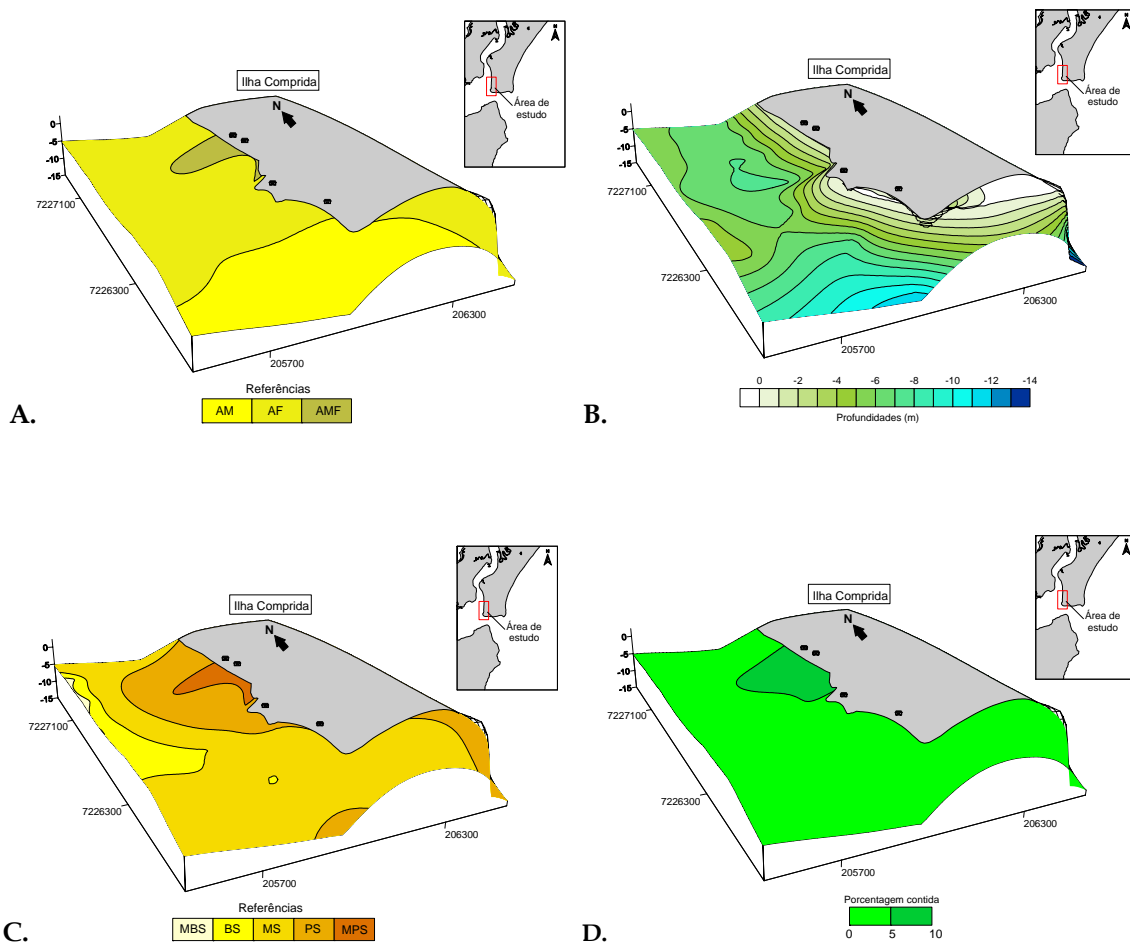 Ilha Comprida
N
N
Área de
estudo
0
-5
-10
-15
7227100
7226300
205700
206300
Referências
AM AF AMF
A.
Ilha Comprida
N
N
Área de
estudo
0
-5
-10
-15
7227100
7226300
205700
206300
0 -2 -4 -6 -8 -10 -12 -14
Profundidades (m)
B.
Ilha Comprida
N
N
Área de
estudo
0
-5
-10
-15
7227100
7226300
205700
206300
Referências
MBS BS MS PS MPS
C.
Ilha Comprida
N
N
Área de
estudo
0
-5
-10
-15
7227100
7226300
205700
206300
Porcentagem contida
0 5 10
D.